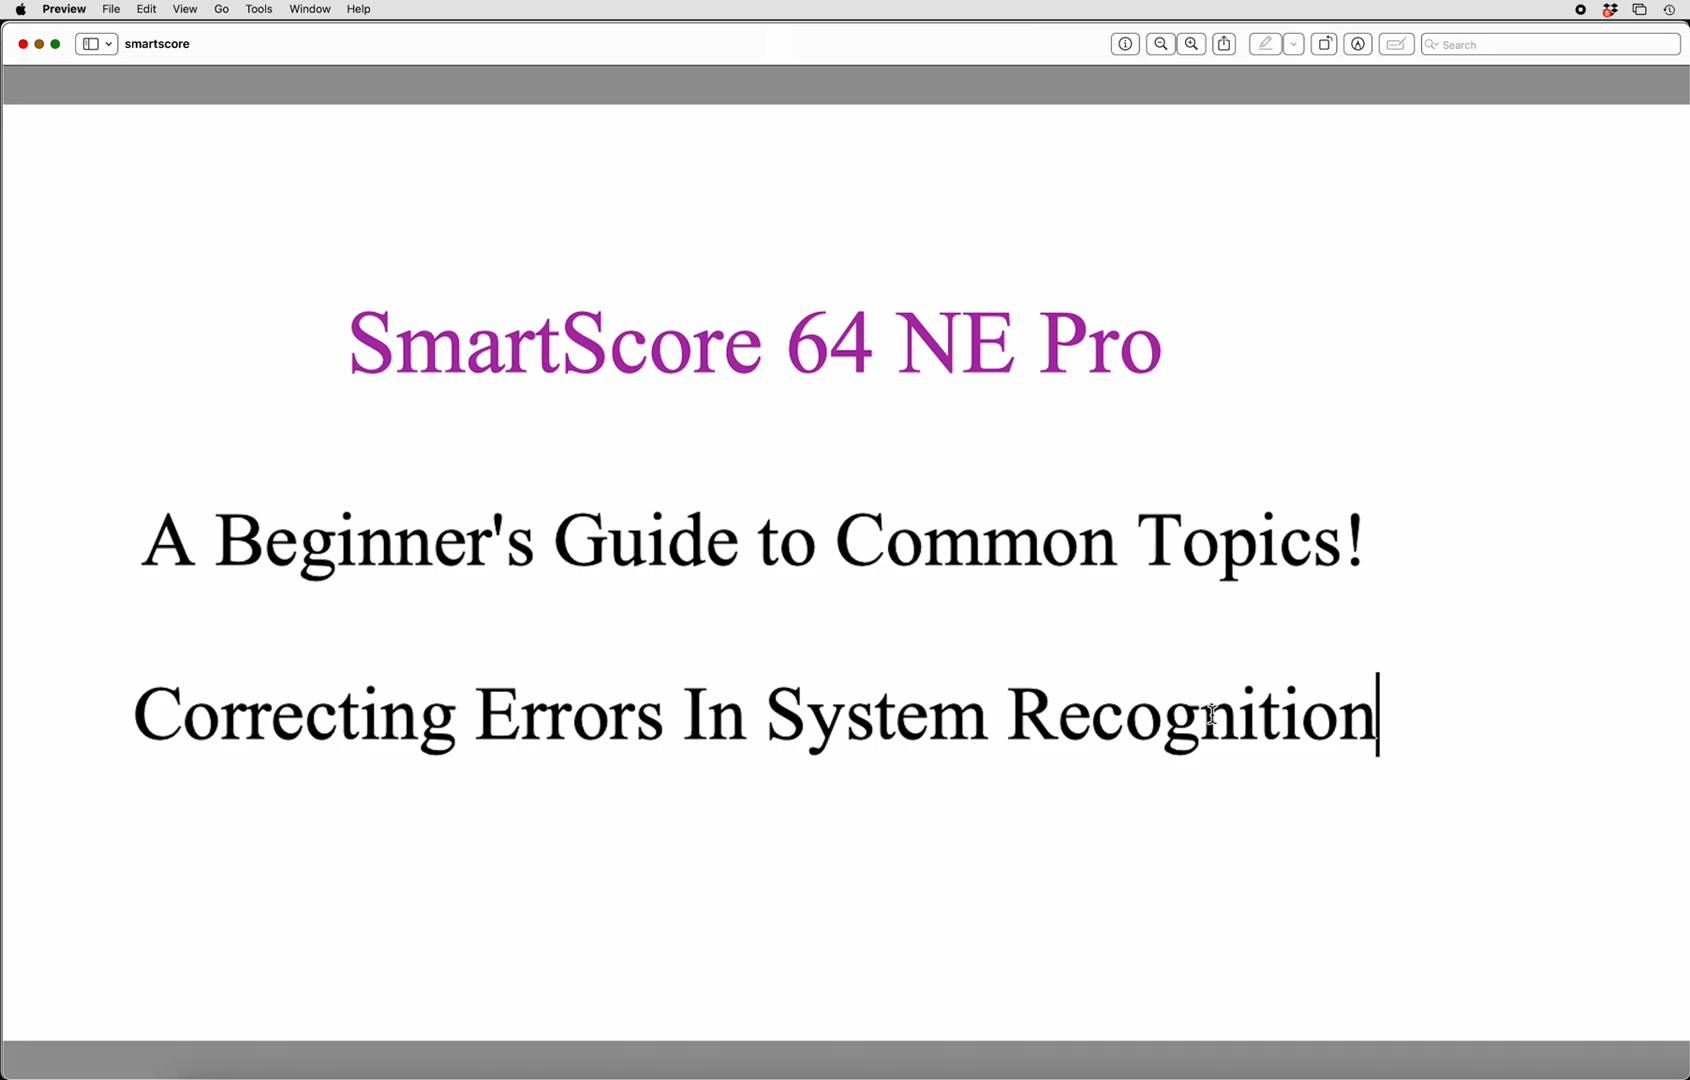 Preview File Edit View Go Tools Window Help
smartscore
Search
SmartScore 64 NE Pro
A Beginner's Guide to Common Topics!
Correcting Errors In System Recognition